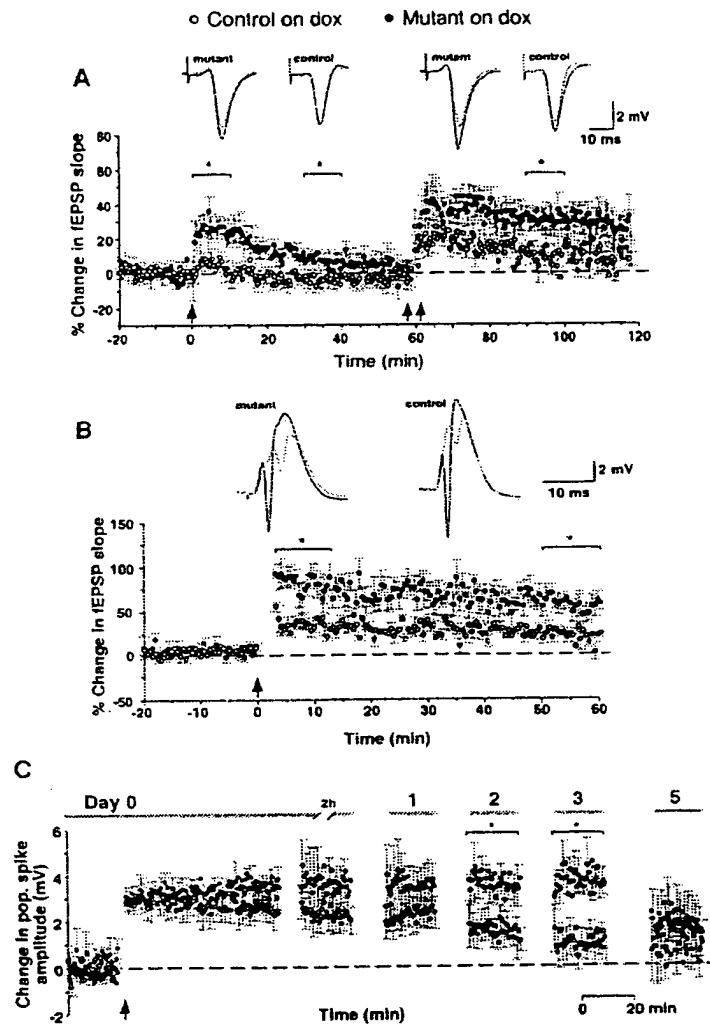 Control on dox Mutant on dox
A
mutant control mutant control
2 mV
10 ms
% Change in fEPSP slope
80
60
40
20
0
-20
-20 0 20 40 60 80 100 120
Time (min)
B
mutant control
2 mV
10 ms
% Change in fEPSP slope
150
100
50
0
-50
-20 -10 0 10 20 30 40 50 60
Time (min)
C
Day 0 2h 1 2 3 5
Change in pop. spike
amplitude (mV)
6
4
2
0
-2
Time (min)
0 20 min